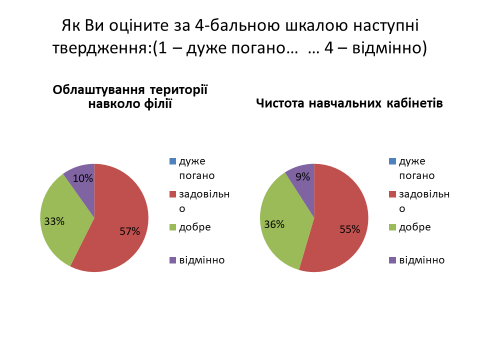 Як Ви оціните за 4-бальною шкалою наступні
твердження:(1 – дуже погано…  … 4 – відмінно)
Облаштування території
навколо філії
10%
33%
57%
дуже
погано
задовільн
о
добре
відмінно
Чистота навчальних кабінетів
9%
36%
55%
дуже
погано
задовільн
о
добре
відмінно